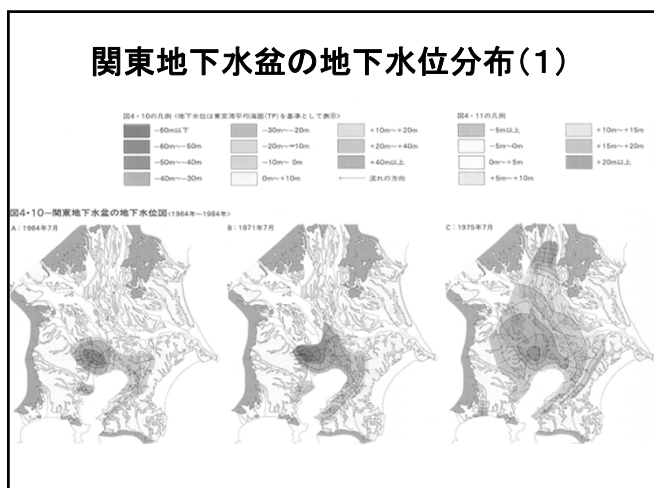 関東地下水盆の地下水位分布(1)
図4・10の凡例〈地下水位は東京湾平均海面(TP)を基準として表示〉
図4・11の凡例
-60m以下 -30m〜-20m +10m〜+20m -5m以上 +10m〜+15m
-60m〜-50m -20m〜-10m +20m〜+40m -5m〜0m +15m〜+20m
-50m〜-40m -10m〜0m +40m以上 0m〜+5m +20m以上
-40m〜-30m 0m〜+10m 流れの方向 +5m〜+10m
図4・10—関東地下水盆の地下水位図〈1964年〜1984年〉
A:1964年7月 B:1971年7月 C:1975年7月